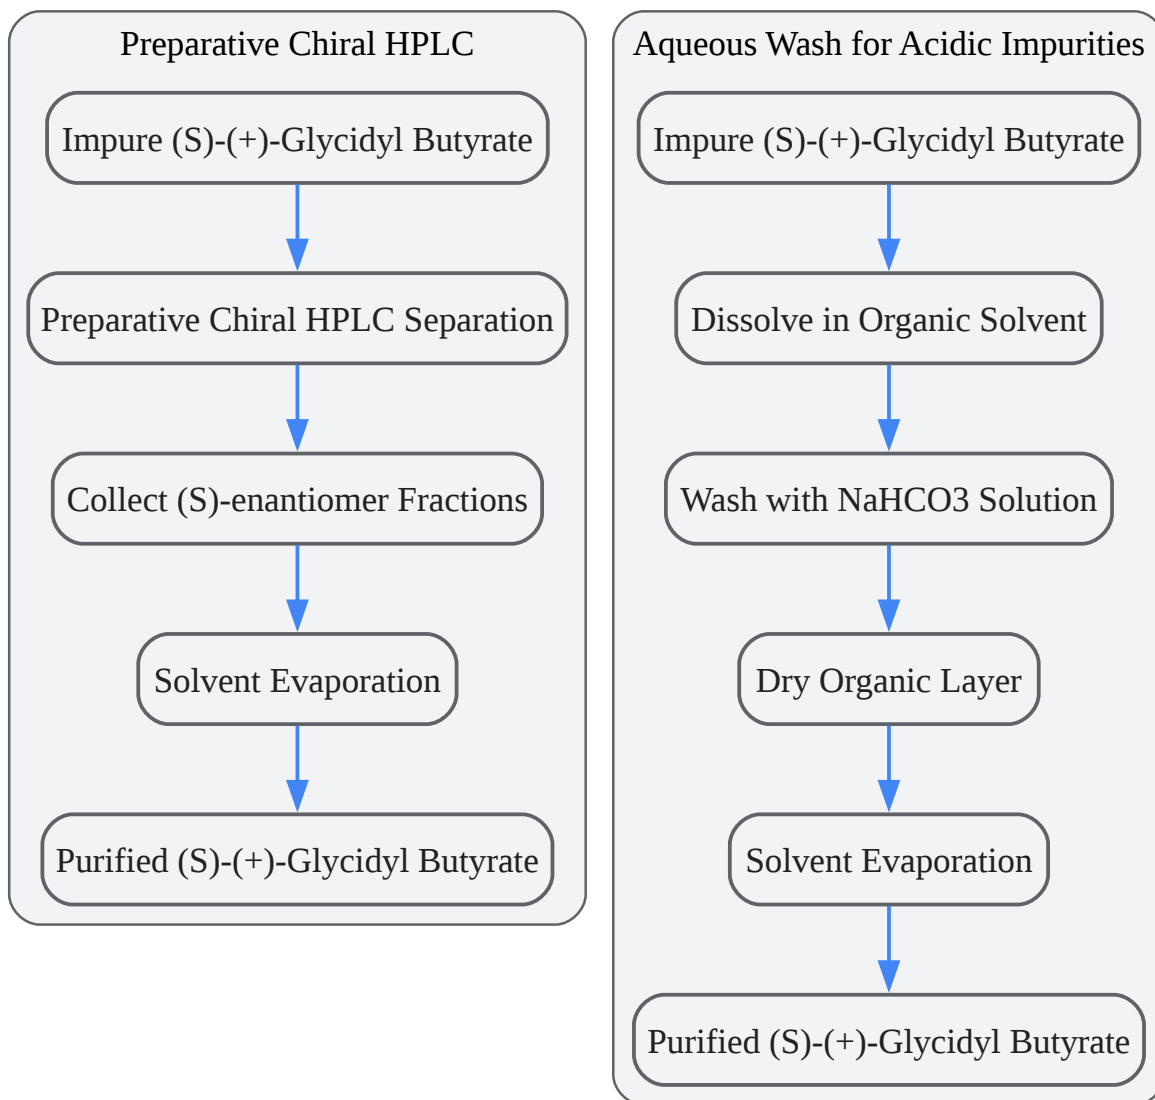 Preparative Chiral HPLC
Impure (S)-(+)-Glycidyl Butyrate
Preparative Chiral HPLC Separation
Collect (S)-enantiomer Fractions
Solvent Evaporation
Purified (S)-(+)-Glycidyl Butyrate
Aqueous Wash for Acidic Impurities
Impure (S)-(+)-Glycidyl Butyrate
Dissolve in Organic Solvent
Wash with NaHCO3 Solution
Dry Organic Layer
Solvent Evaporation
Purified (S)-(+)-Glycidyl Butyrate